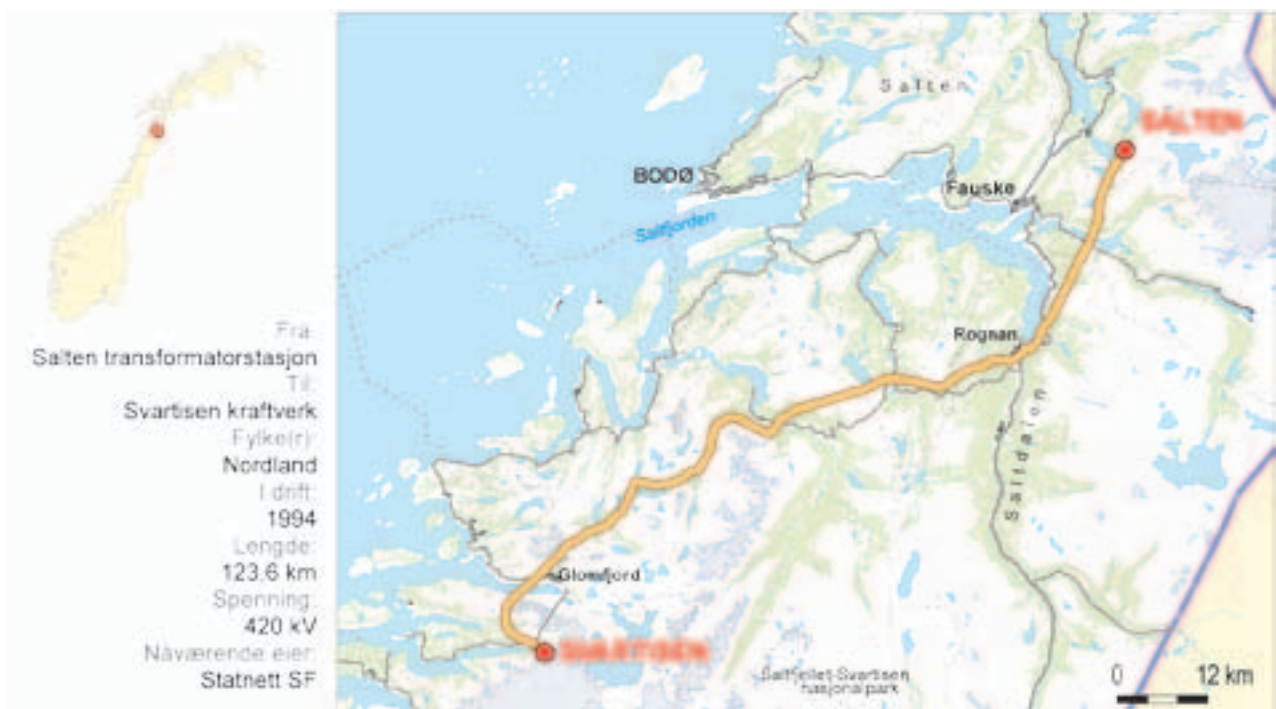 Fra:
Salten transformatorstasjon
Til:
Svartisen kraftverk
Fylke(r):
Nordland
I drift:
1994
Lengde:
123.6 km
Spenning:
420 kV
Nåværende eier:
Statnett SF
Salten
SALTEN
BODØ
Fauske
Saltfjorden
Rognan
Saltdalen
Glomfjord
SVARTISEN
Saltfjellet-Svartisen
nasjonalpark
0 12 km